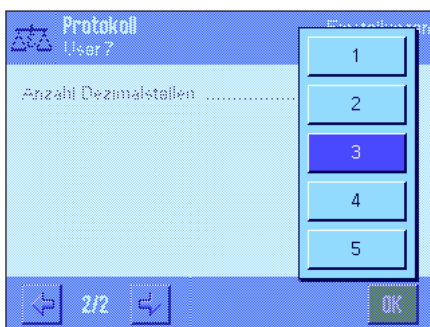 Protokoll
User 7
Anzahl Dezimalstellen ..................
1
2
3
4
5
2/2
OK